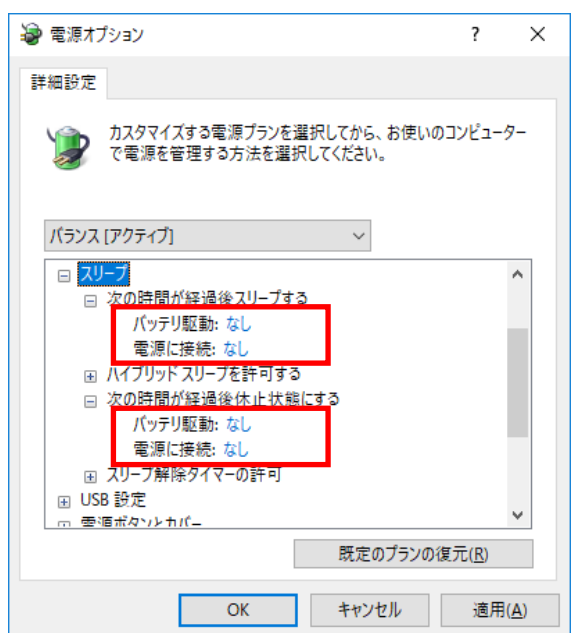 電源オプション
詳細設定
カスタマイズする電源プランを選択してから、お使いのコンピューター
で電源を管理する方法を選択してください。
バランス [アクティブ]
スリープ
次の時間が経過後スリープする
バッテリ駆動: なし
電源に接続: なし
ハイブリッド スリープを許可する
次の時間が経過後休止状態にする
バッテリ駆動: なし
電源に接続: なし
スリープ解除タイマーの許可
USB 設定
電源ボタンとカバー
既定のプランの復元(R)
OK
キャンセル
適用(A)